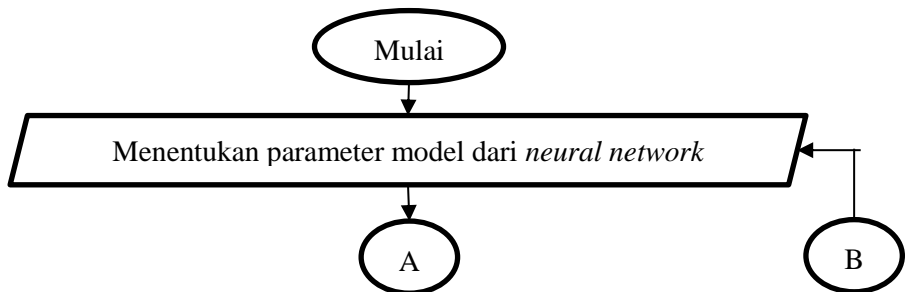 Mulai
Menentukan parameter model dari neural network
A
B